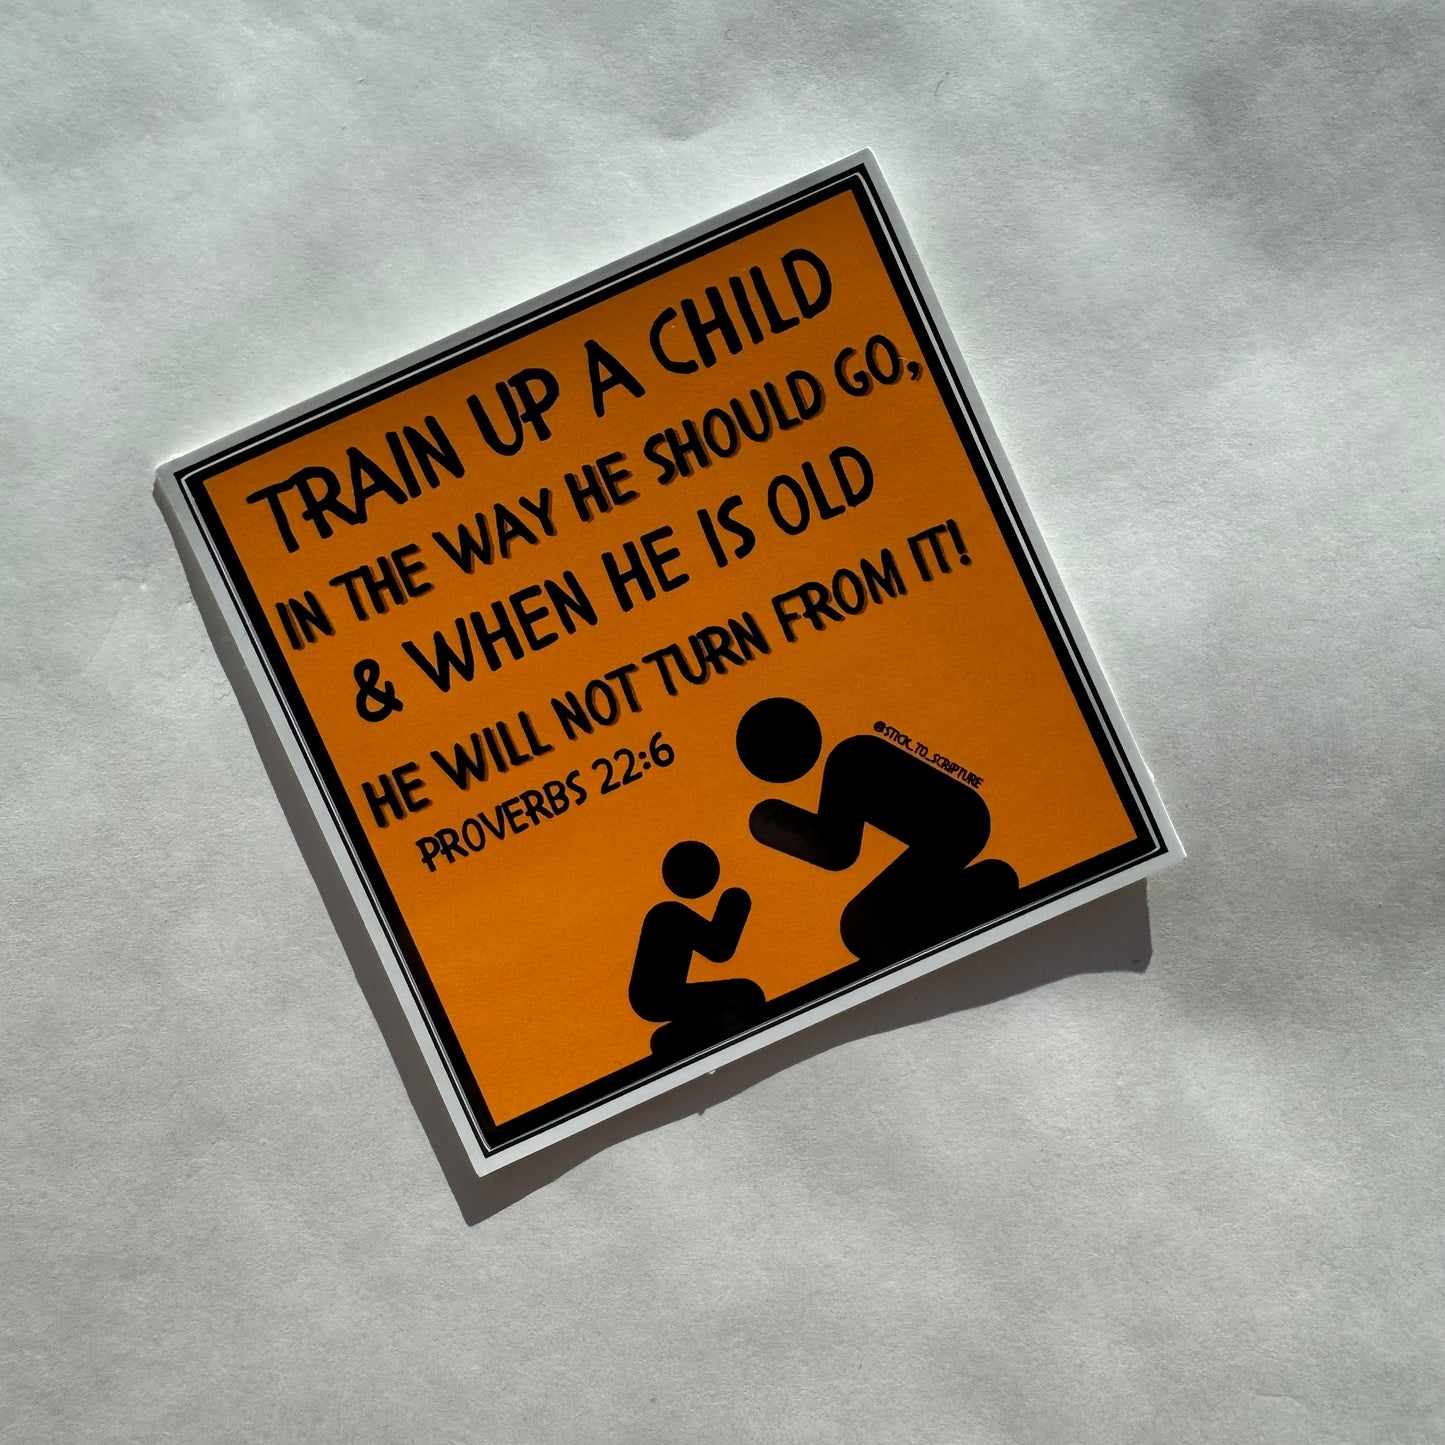 TRAIN UP A CHILD
IN THE WAY HE SHOULD GO,
& WHEN HE IS OLD
HE WILL NOT TURN FROM IT!
PROVERBS 22:6
@STICK_TO_SCRIPTURE